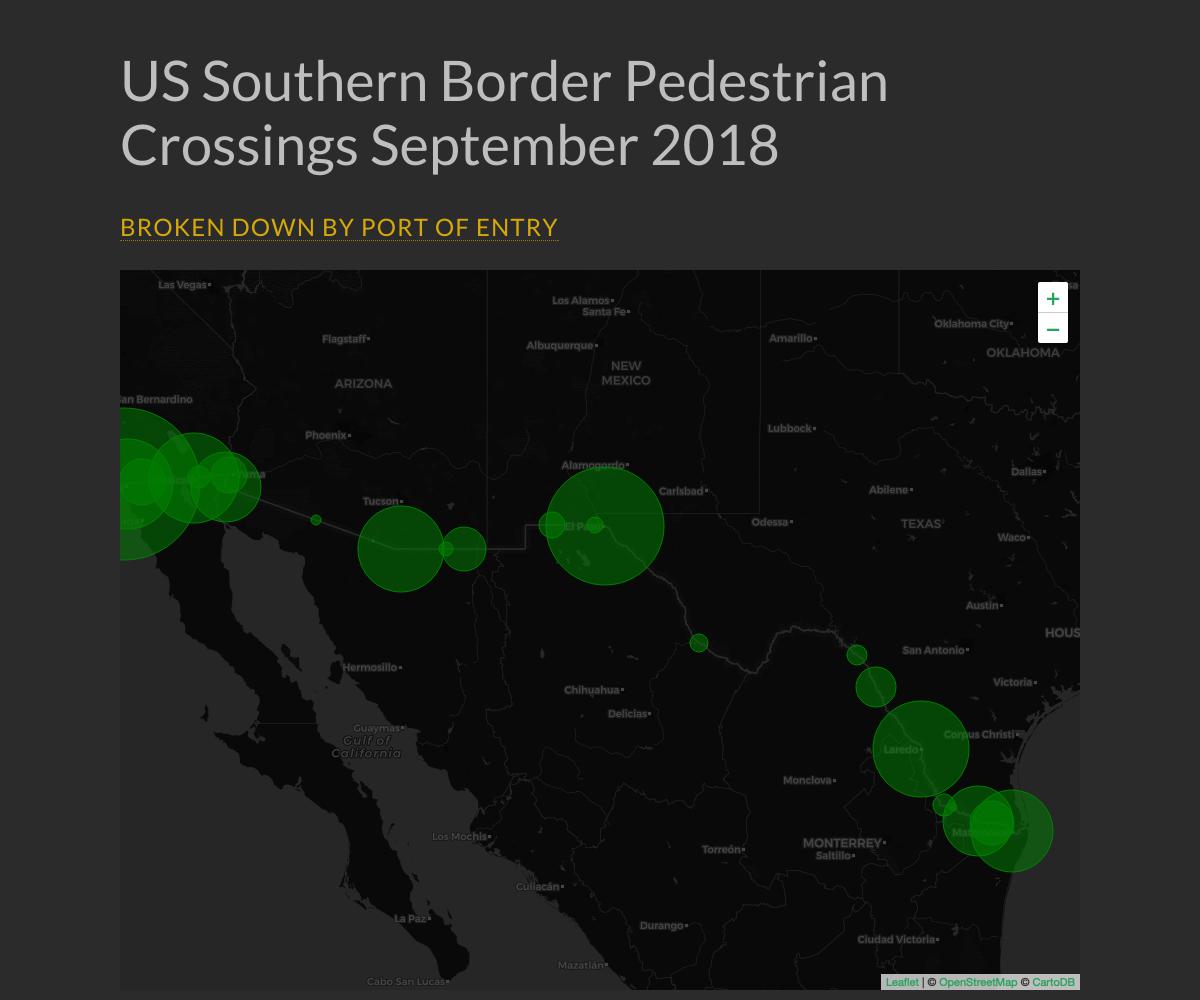 US Southern Border Pedestrian
Crossings September 2018
BROKEN DOWN BY PORT OF ENTRY
Las Vegas
Los Alamos
Santa Fe
+
−
Oklahoma City
OKLAHOMA
Flagstaff
Albuquerque
Amarillo
NEW
MEXICO
ARIZONA
an Bernardino
Phoenix
Lubbock
Alamogordo
Dallas
Tucson
Carlsbad
Abilene
Odessa
TEXAS
El Paso
Waco
Austin
HOUS
San Antonio
Hermosillo
Victoria
Chihuahua
Delicias
Guaymas
Gulf of
California
Corpus Christi
Laredo
Monclova
Los Mochis
MONTERREY
Saltillo
Torreón
Culiacán
La Paz
Durango
Ciudad Victoria
Mazatlán
Cabo San Lucas
Leaflet | © OpenStreetMap © CartoDB